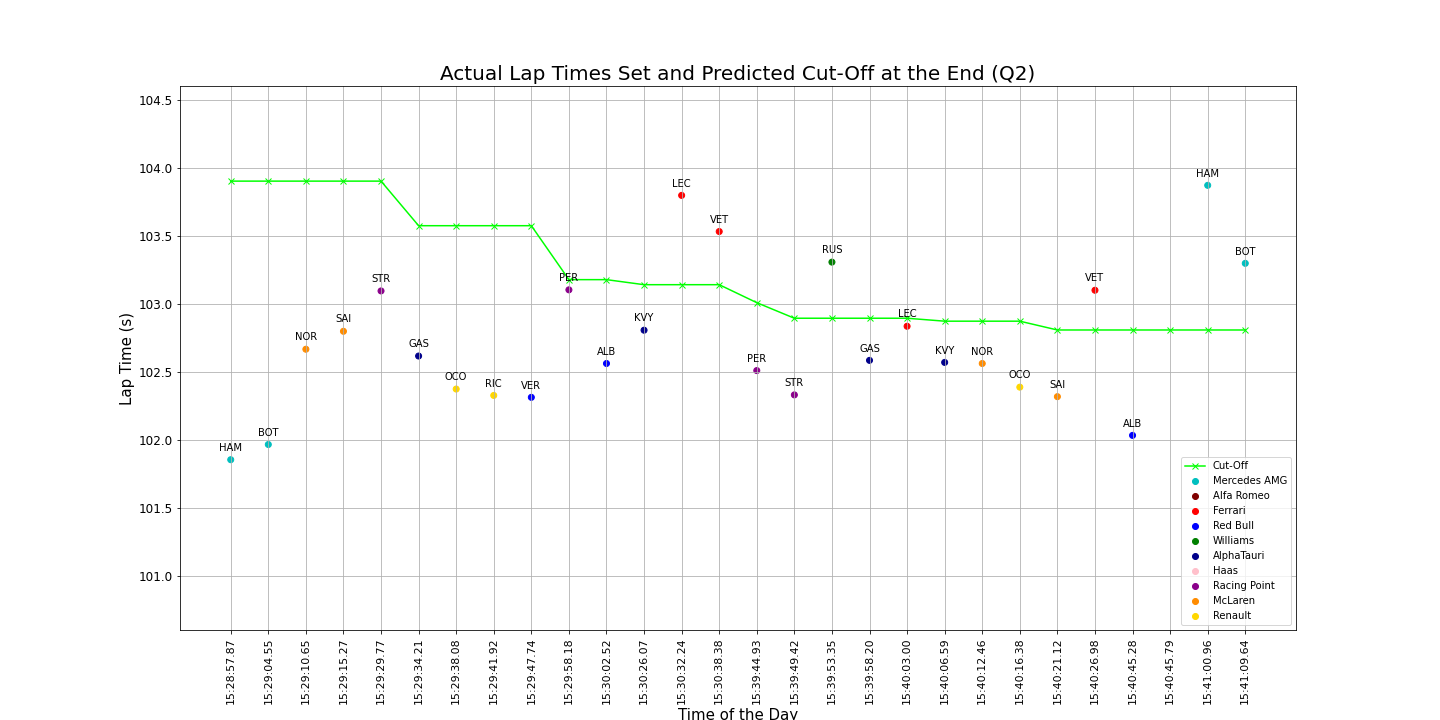 Actual Lap Times Set and Predicted Cut-Off at the End (Q2)
Lap Time (s)
104.5
104.0
103.5
103.0
102.5
102.0
101.5
101.0
HAM
BOT
NOR
SAI
STR
GAS
OCO
RIC
VER
PER
ALB
KVY
LEC
VET
PER
STR
RUS
GAS
LEC
KVY
NOR
OCO
SAI
VET
ALB
HAM
BOT
Cut-Off
Mercedes AMG
Alfa Romeo
Ferrari
Red Bull
Williams
AlphaTauri
Haas
Racing Point
McLaren
Renault
15:28:57.87
15:29:04.55
15:29:10.65
15:29:15.27
15:29:29.77
15:29:34.21
15:29:38.08
15:29:41.92
15:29:47.74
15:29:58.18
15:30:02.52
15:30:26.07
15:30:32.24
15:30:38.38
15:39:44.93
15:39:49.42
15:39:53.35
15:39:58.20
15:40:03.00
15:40:06.59
15:40:12.46
15:40:16.38
15:40:21.12
15:40:26.98
15:40:45.28
15:40:45.79
15:41:00.96
15:41:09.64
Time of the Day